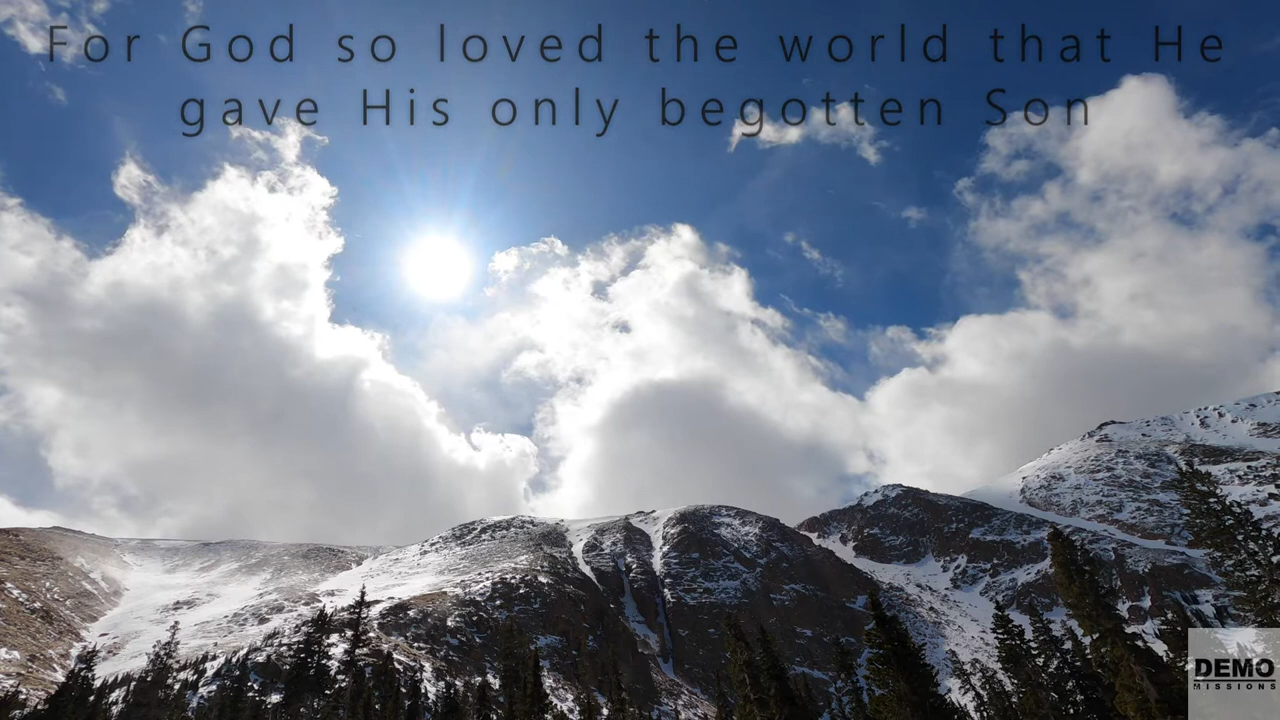 For God so loved the world that He
gave His only begotten Son
DEMO
MISSIONS